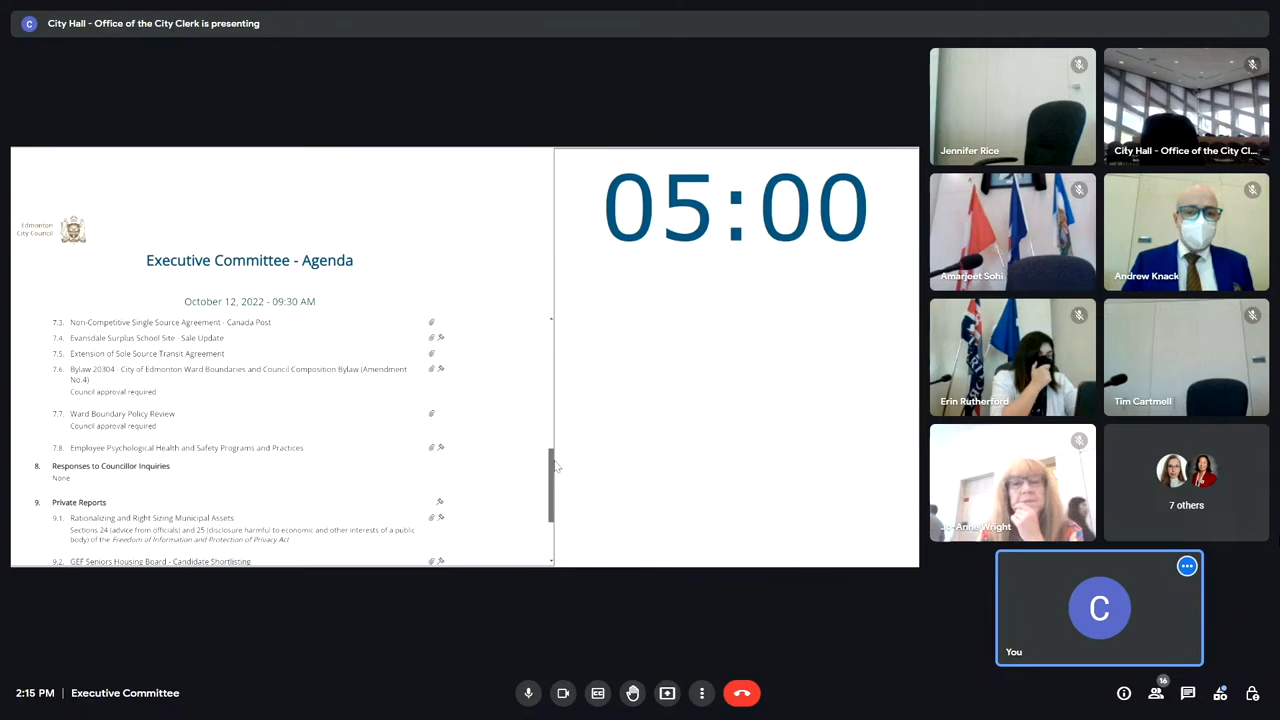 C
City Hall - Office of the City Clerk is presenting
Edmonton
City Council
Executive Committee - Agenda
October 12, 2022 - 09:30 AM
7.3. Non-Competitive Single Source Agreement - Canada Post
7.4. Evansdale Surplus School Site - Sale Update
7.5. Extension of Sole Source Transit Agreement
7.6. Bylaw 20304 - City of Edmonton Ward Boundaries and Council Composition Bylaw (Amendment
No.4)
Council approval required
7.7. Ward Boundary Policy Review
Council approval required
7.8. Employee Psychological Health and Safety Programs and Practices
8. Responses to Councillor Inquiries
None
9. Private Reports
9.1. Rationalizing and Right Sizing Municipal Assets
Sections 24 (advice from officials) and 25 (disclosure harmful to economic and other interests of a public
body) of the Freedom of Information and Protection of Privacy Act
9.2. GEF Seniors Housing Board - Candidate Shortlisting
05:00
Jennifer Rice
City Hall - Office of the City Cl...
Amarjeet Sohi
Andrew Knack
Erin Rutherford
Tim Cartmell
Jo-Anne Wright
7 others
C
You
2:15 PM | Executive Committee
CC
16